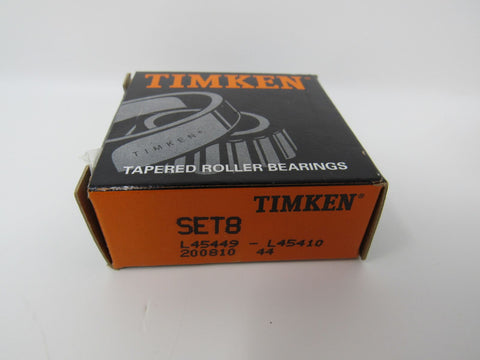 TIMKEN
TIMKEN®
TAPERED ROLLER BEARINGS
TIMKEN®
SET8
L45449 - L45410
200810 44